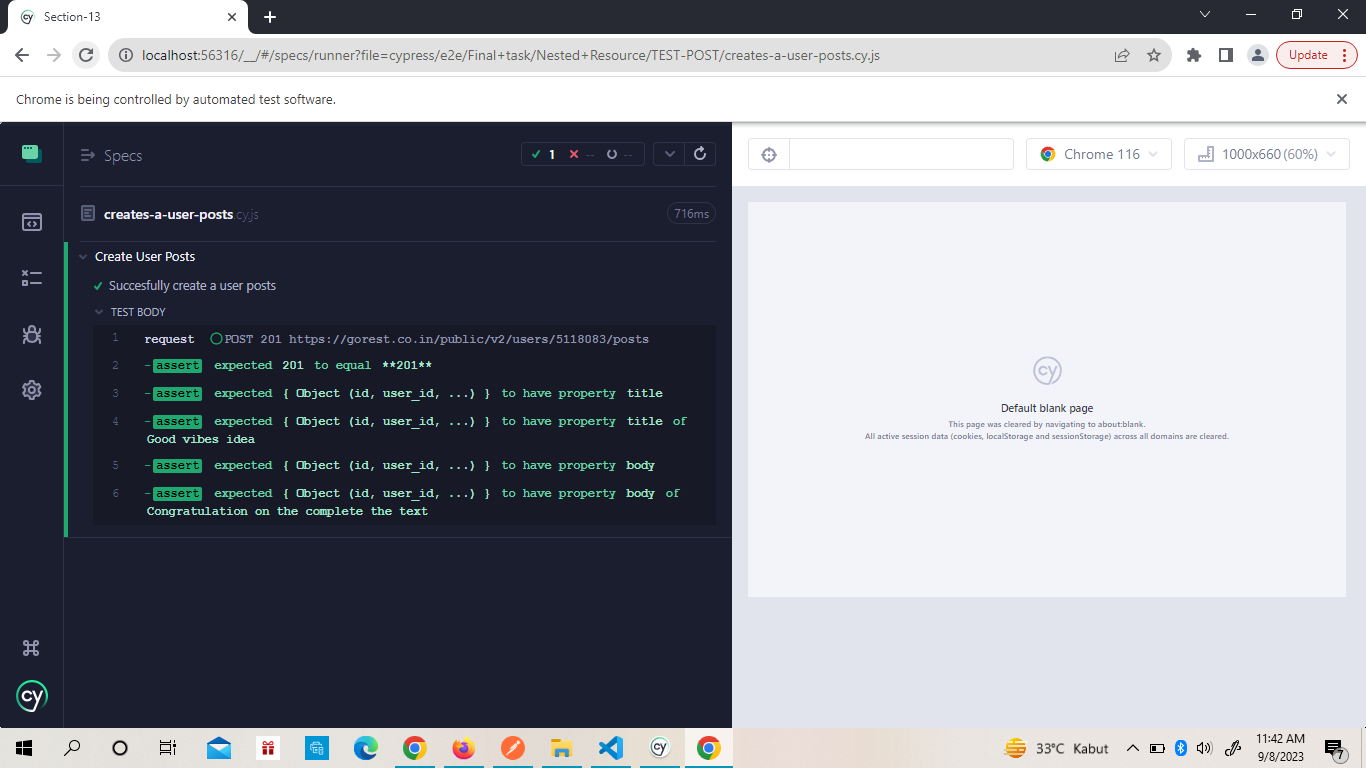 cy Section-13
localhost:56316/__/#/specs/runner?file=cypress/e2e/Final+task/Nested+Resource/TEST-POST/creates-a-user-posts.cy.js
Update
Chrome is being controlled by automated test software.
Specs
1 -- --
Chrome 116
1000x660 (60%)
creates-a-user-posts.cy.js
716ms
Create User Posts
Succesfully create a user posts
TEST BODY
1 request POST 201 https://gorest.co.in/public/v2/users/5118083/posts
2 -assert expected 201 to equal **201**
3 -assert expected { Object (id, user_id, ...) } to have property title
4 -assert expected { Object (id, user_id, ...) } to have property title of
Good vibes idea
5 -assert expected { Object (id, user_id, ...) } to have property body
6 -assert expected { Object (id, user_id, ...) } to have property body of
Congratulation on the complete the text
cy
Default blank page
This page was cleared by navigating to about:blank.
All active session data (cookies, localStorage and sessionStorage) across all domains are cleared.
cy
cy
33°C Kabut
11:42 AM
9/8/2023
7